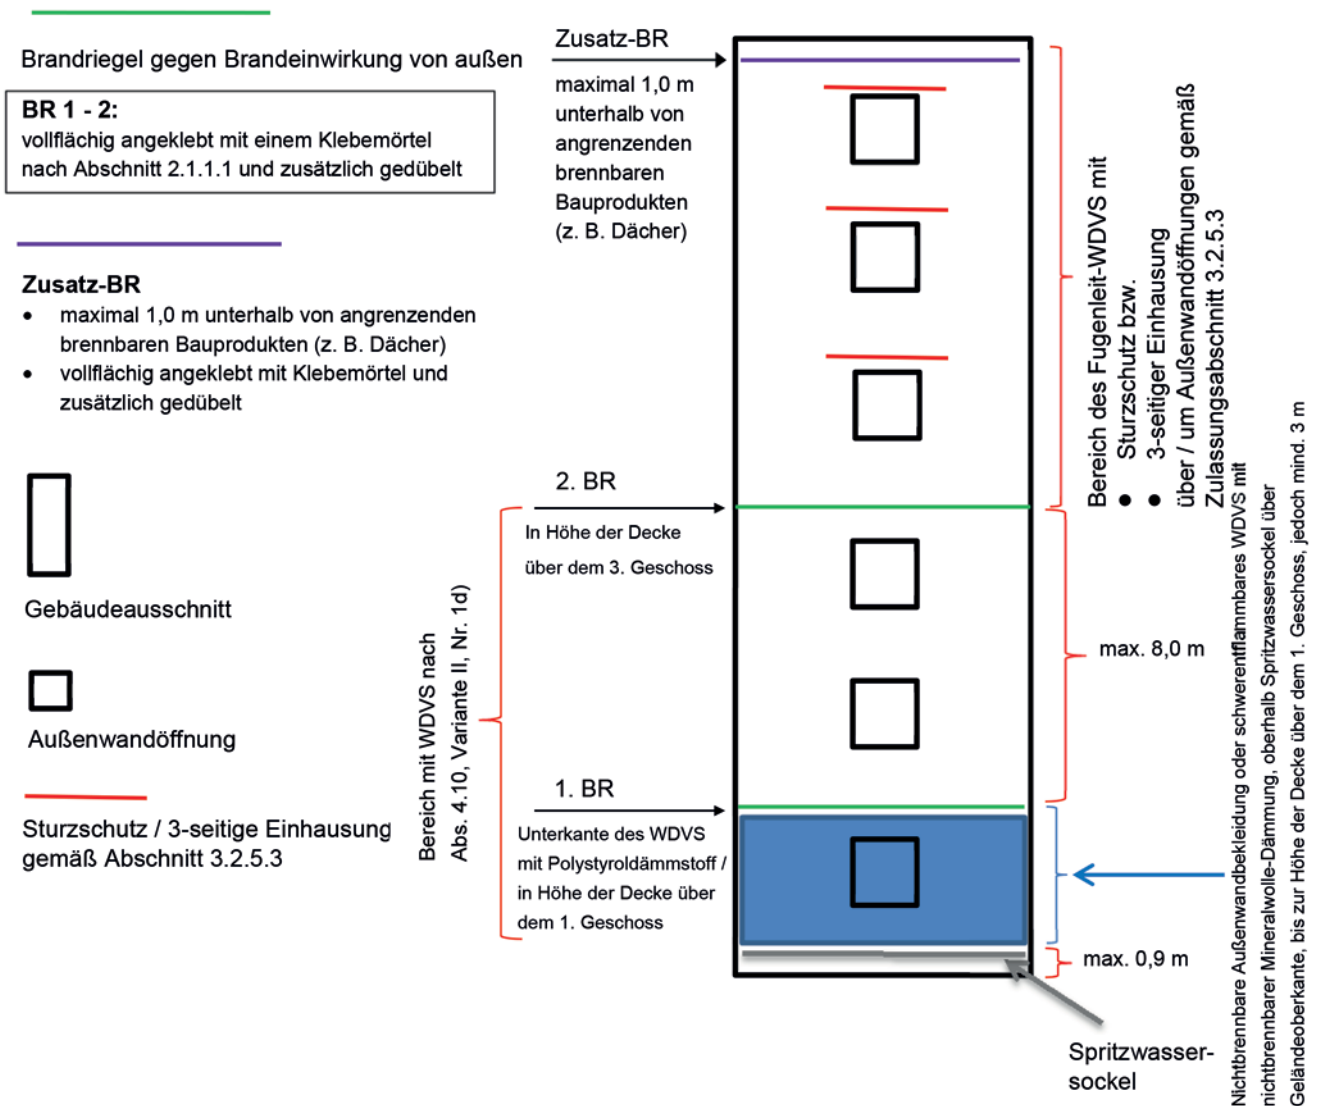 Brandriegel gegen Brandeinwirkung von außen
BR 1 - 2:
vollflächig angeklebt mit einem Klebemörtel
nach Abschnitt 2.1.1.1 und zusätzlich gedübelt
Zusatz-BR
• maximal 1,0 m unterhalb von angrenzenden
brennbaren Bauprodukten (z. B. Dächer)
• vollflächig angeklebt mit Klebemörtel und
zusätzlich gedübelt
Gebäudeausschnitt
Außenwandöffnung
Sturzschutz / 3-seitige Einhausung
gemäß Abschnitt 3.2.5.3
Zusatz-BR
maximal 1,0 m
unterhalb von
angrenzenden
brennbaren
Bauprodukten
(z. B. Dächer)
2. BR
In Höhe der Decke
über dem 3. Geschoss
Bereich mit WDVS nach
Abs. 4.10, Variante II, Nr. 1d)
1. BR
Unterkante des WDVS
mit Polystyroldämmstoff /
in Höhe der Decke über
dem 1. Geschoss
Bereich des Fugenleit-WDVS mit
• Sturzschutz bzw.
• 3-seitiger Einhausung
über / um Außenwandöffnungen gemäß
Zulassungsabschnitt 3.2.5.3
max. 8,0 m
Nichtbrennbare Außenwandbekleidung oder schwerentflammbares WDVS mit
nichtbrennbarer Mineralwolle-Dämmung, oberhalb Spritzwassersockel über
Geländeoberkante, bis zur Höhe der Decke über dem 1. Geschoss, jedoch mind. 3 m
max. 0,9 m
Spritzwasser-
sockel